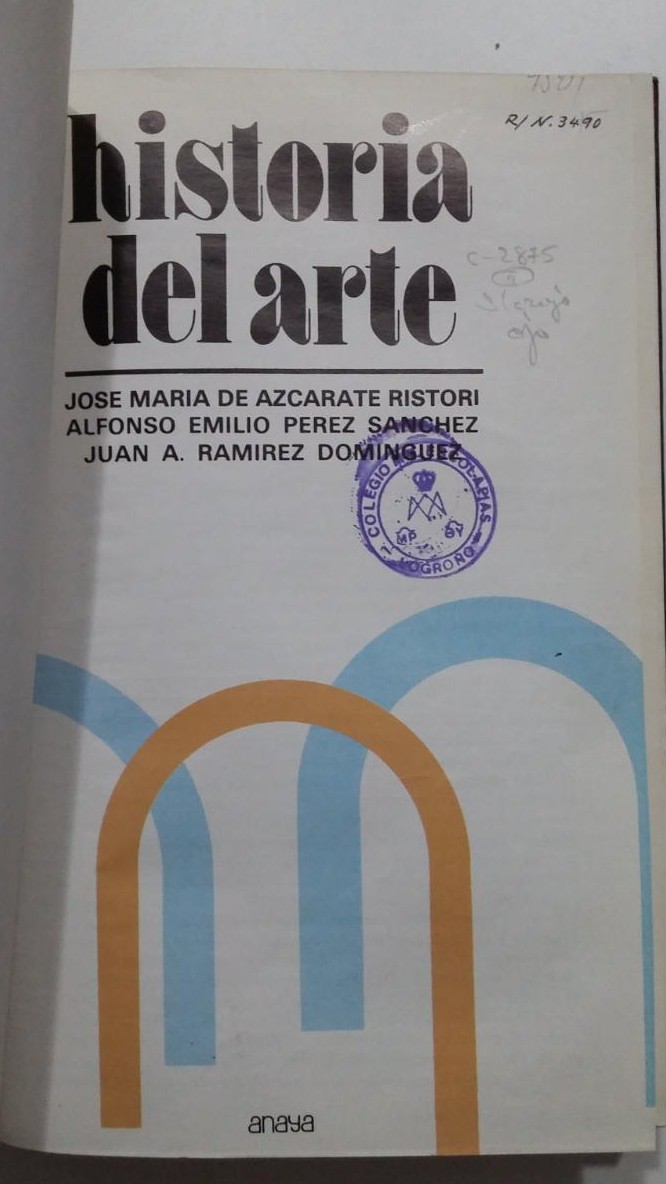 R/ N. 3490
historia
del arte
C-2875
JOSE MARIA DE AZCARATE RISTORI
ALFONSO EMILIO PEREZ SANCHEZ
JUAN A. RAMIREZ DOMINGUEZ
COLEGIO ESCOLAPIAS
LOGROÑO
anaya